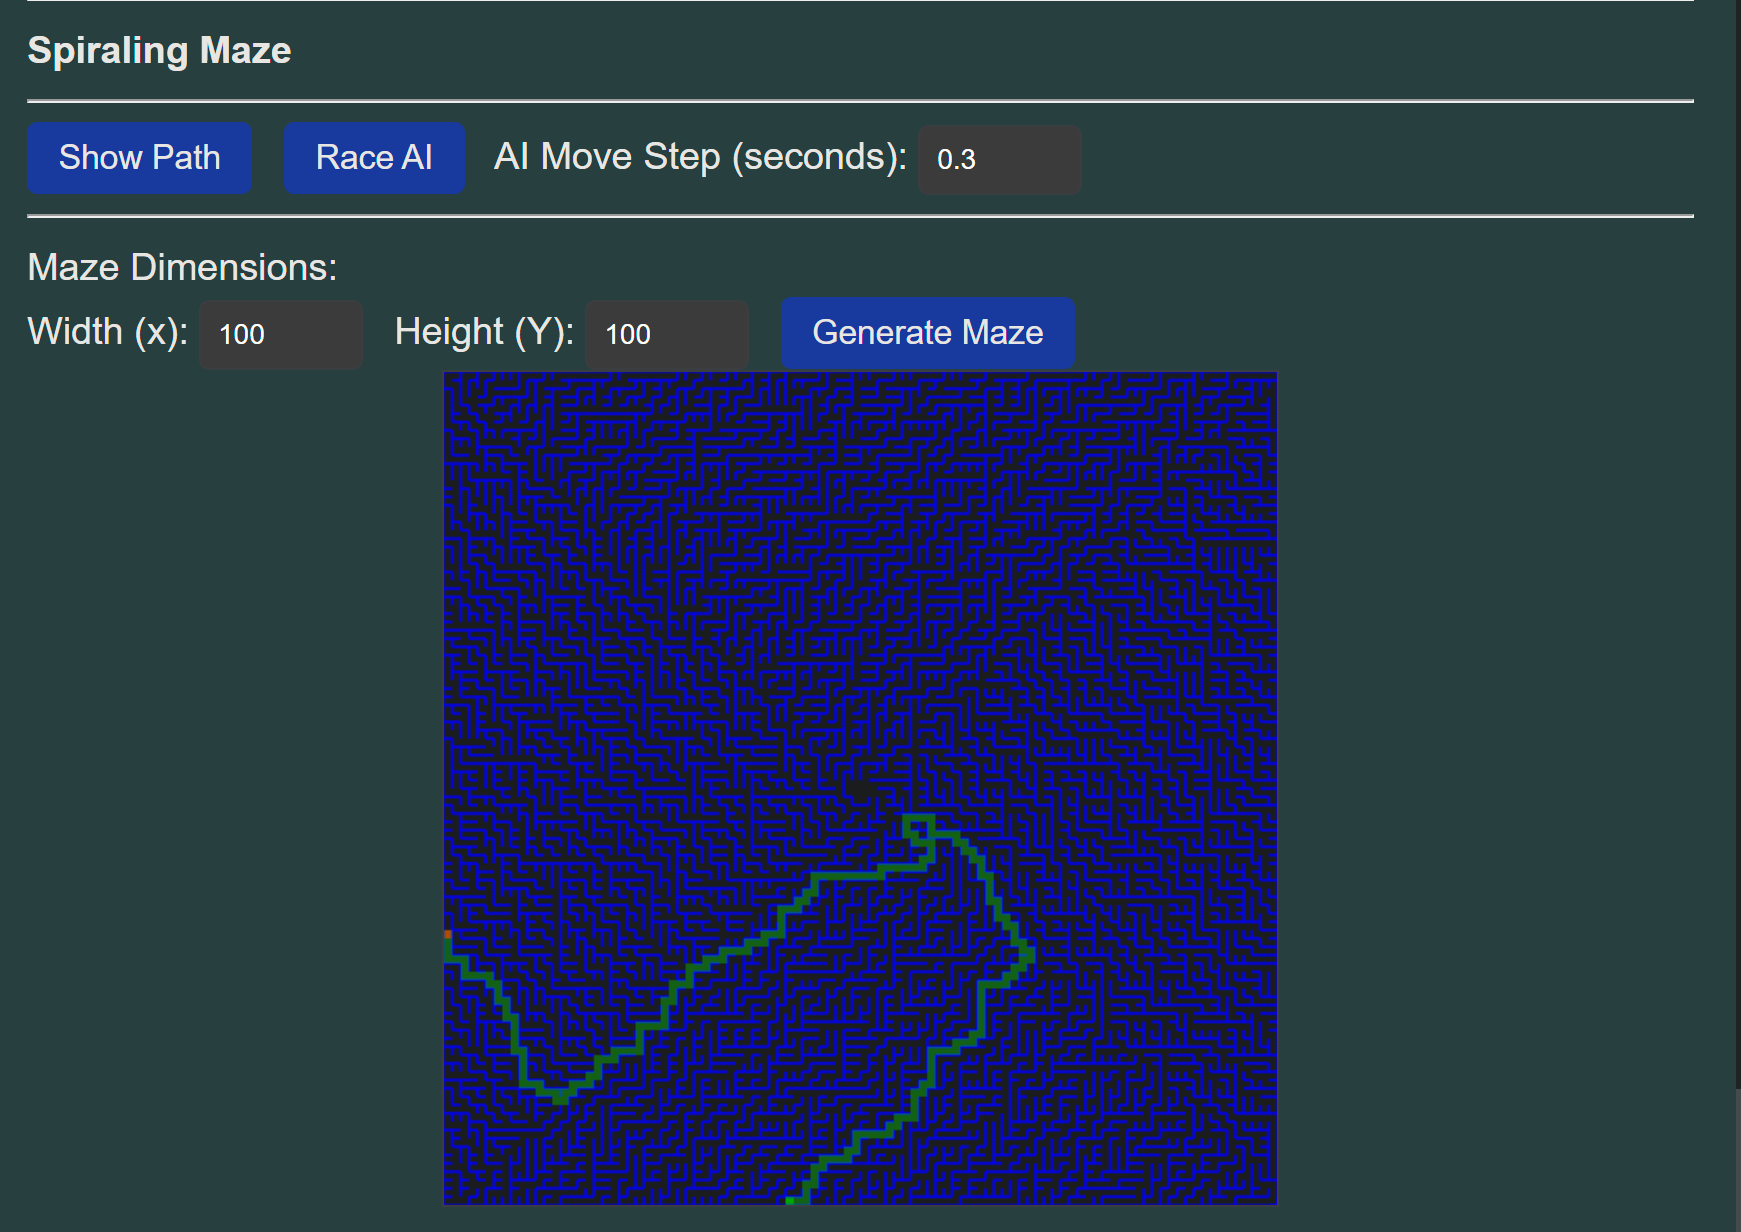 Spiraling Maze
Show Path Race AI AI Move Step (seconds): 0.3
Maze Dimensions:
Width (x): 100 Height (Y): 100 Generate Maze